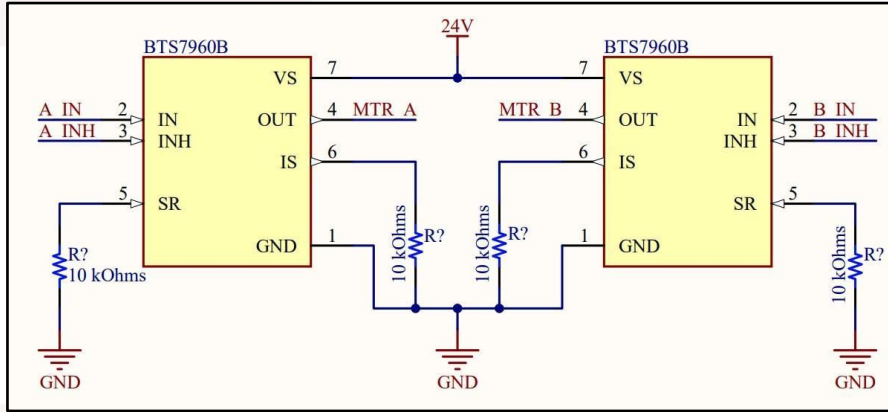 24V
BTS7960B
BTS7960B
7
VS
7
VS
A_IN
2
IN
OUT
4
MTR_A
MTR_B
4
OUT
IN
2
B_IN
A_INH
3
INH
INH
3
B_INH
IS
6
6
IS
5
SR
SR
5
R?
10 kOhms
GND
1
R?
10 kOhms
R?
10 kOhms
1
GND
R?
10 kOhms
GND
GND
GND